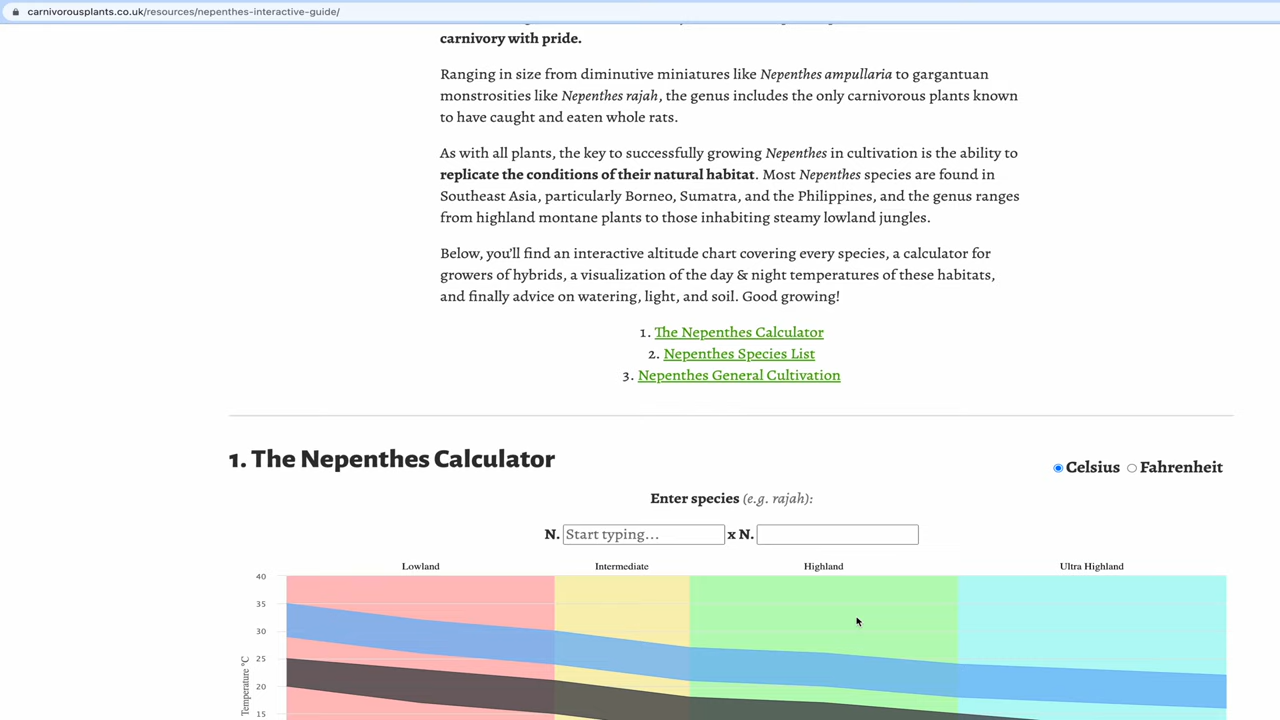 carnivorousplants.co.uk/resources/nepenthes-interactive-guide/
carnivory with pride.
Ranging in size from diminutive miniatures like Nepenthes ampullaria to gargantuan
monstrosities like Nepenthes rajah, the genus includes the only carnivorous plants known
to have caught and eaten whole rats.
As with all plants, the key to successfully growing Nepenthes in cultivation is the ability to
replicate the conditions of their natural habitat. Most Nepenthes species are found in
Southeast Asia, particularly Borneo, Sumatra, and the Philippines, and the genus ranges
from highland montane plants to those inhabiting steamy lowland jungles.
Below, you'll find an interactive altitude chart covering every species, a calculator for
growers of hybrids, a visualization of the day & night temperatures of these habitats,
and finally advice on watering, light, and soil. Good growing!
1. The Nepenthes Calculator
2. Nepenthes Species List
3. Nepenthes General Cultivation
1. The Nepenthes Calculator
Celsius Fahrenheit
Enter species (e.g. rajah):
N. Start typing... x N.
Lowland Intermediate Highland Ultra Highland
40
35
30
25
20
15
Temperature °C